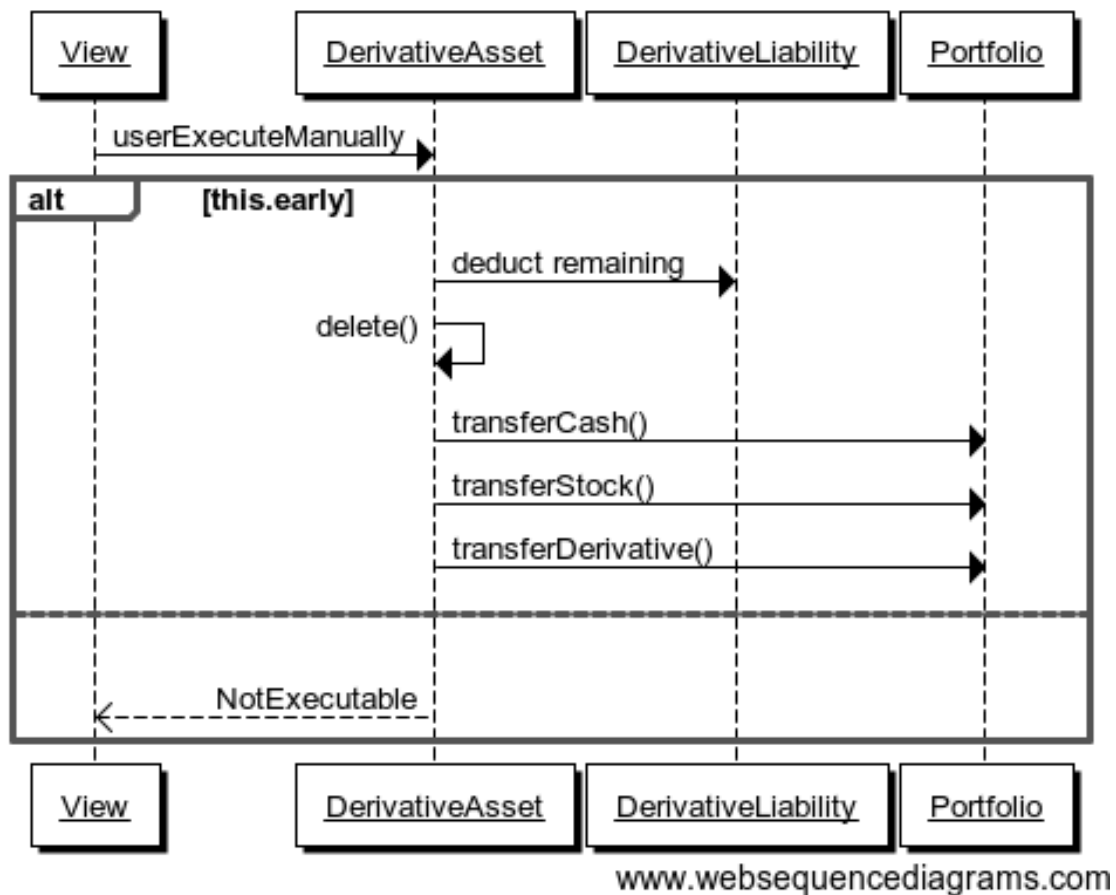 View DerivativeAsset DerivativeLiability Portfolio
userExecuteManually
alt [this.early]
deduct remaining
delete()
transferCash()
transferStock()
transferDerivative()
NotExecutable
View DerivativeAsset DerivativeLiability Portfolio
www.websequencediagrams.com